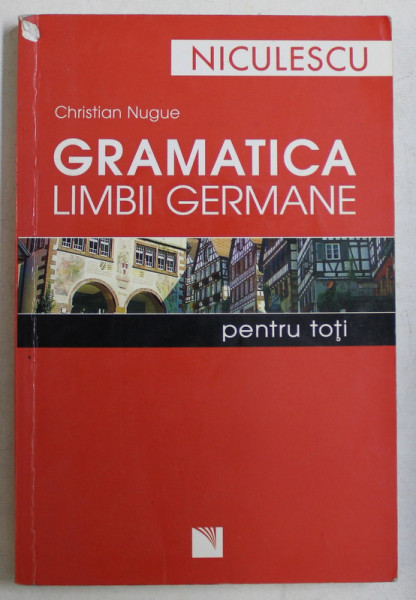 NICULESCU
Christian Nugue
GRAMATICA
LIMBII GERMANE
pentru toţi